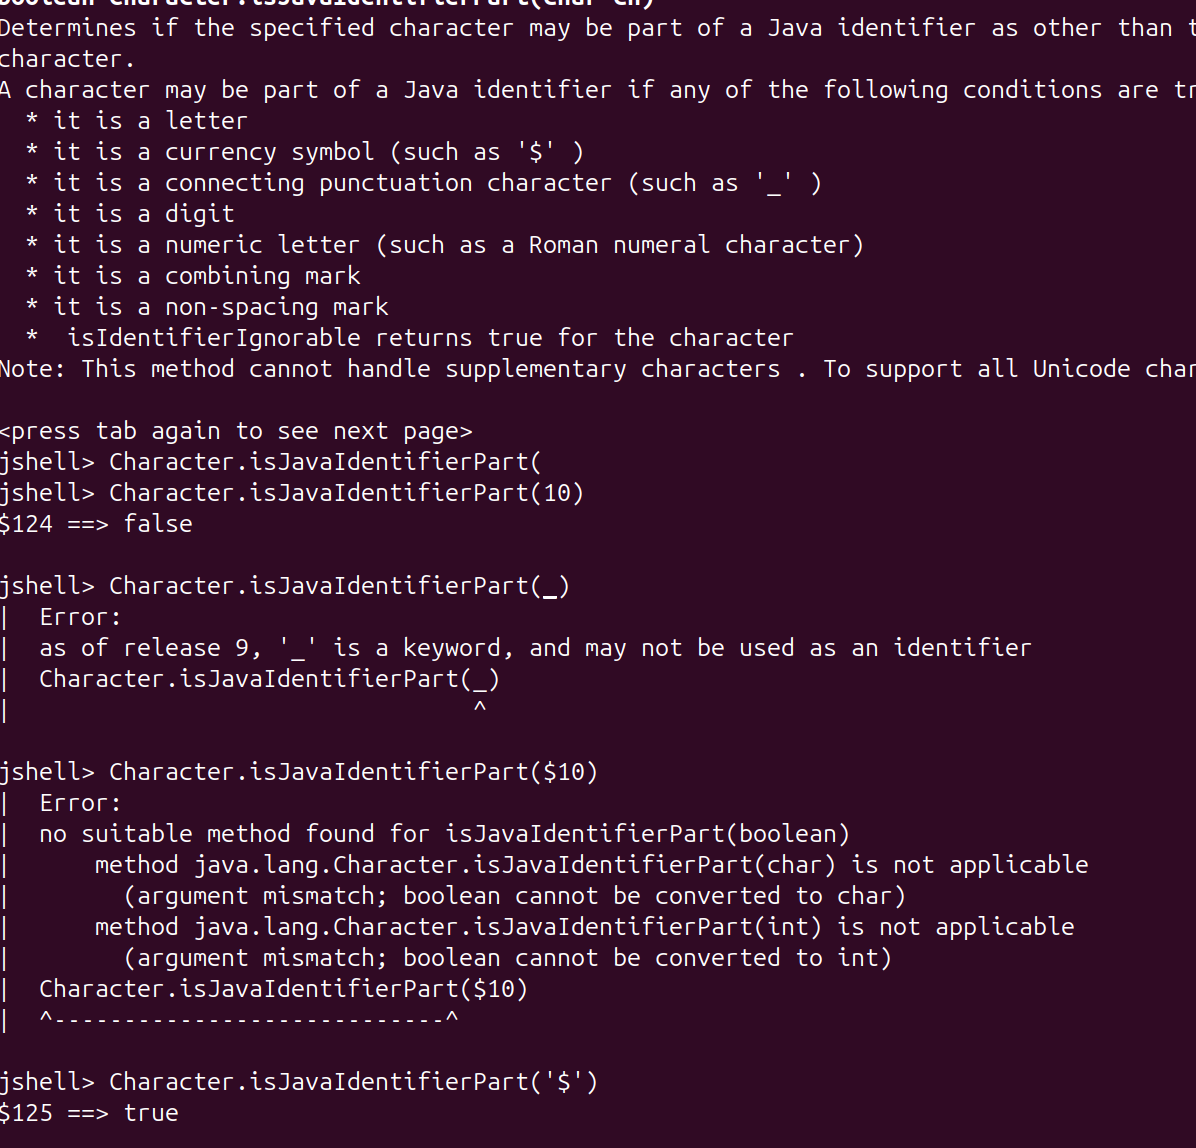 boolean Character.isJavaIdentifierPart(char ch)
Determines if the specified character may be part of a Java identifier as other than
character.
A character may be part of a Java identifier if any of the following conditions are
  * it is a letter
  * it is a currency symbol (such as '$' )
  * it is a connecting punctuation character (such as '_' )
  * it is a digit
  * it is a numeric letter (such as a Roman numeral character)
  * it is a combining mark
  * it is a non-spacing mark
  *  isIdentifierIgnorable returns true for the character
Note: This method cannot handle supplementary characters . To support all Unicode

<press tab again to see next page>
jshell> Character.isJavaIdentifierPart(
jshell> Character.isJavaIdentifierPart(10)
$124 ==> false

jshell> Character.isJavaIdentifierPart(_)
|  Error:
|  as of release 9, '_' is a keyword, and may not be used as an identifier
|  Character.isJavaIdentifierPart(_)
|                                 ^

jshell> Character.isJavaIdentifierPart($10)
|  Error:
|  no suitable method found for isJavaIdentifierPart(boolean)
|      method java.lang.Character.isJavaIdentifierPart(char) is not applicable
|        (argument mismatch; boolean cannot be converted to char)
|      method java.lang.Character.isJavaIdentifierPart(int) is not applicable
|        (argument mismatch; boolean cannot be converted to int)
|  Character.isJavaIdentifierPart($10)
|  ^----------------------------^

jshell> Character.isJavaIdentifierPart('$')
$125 ==> true